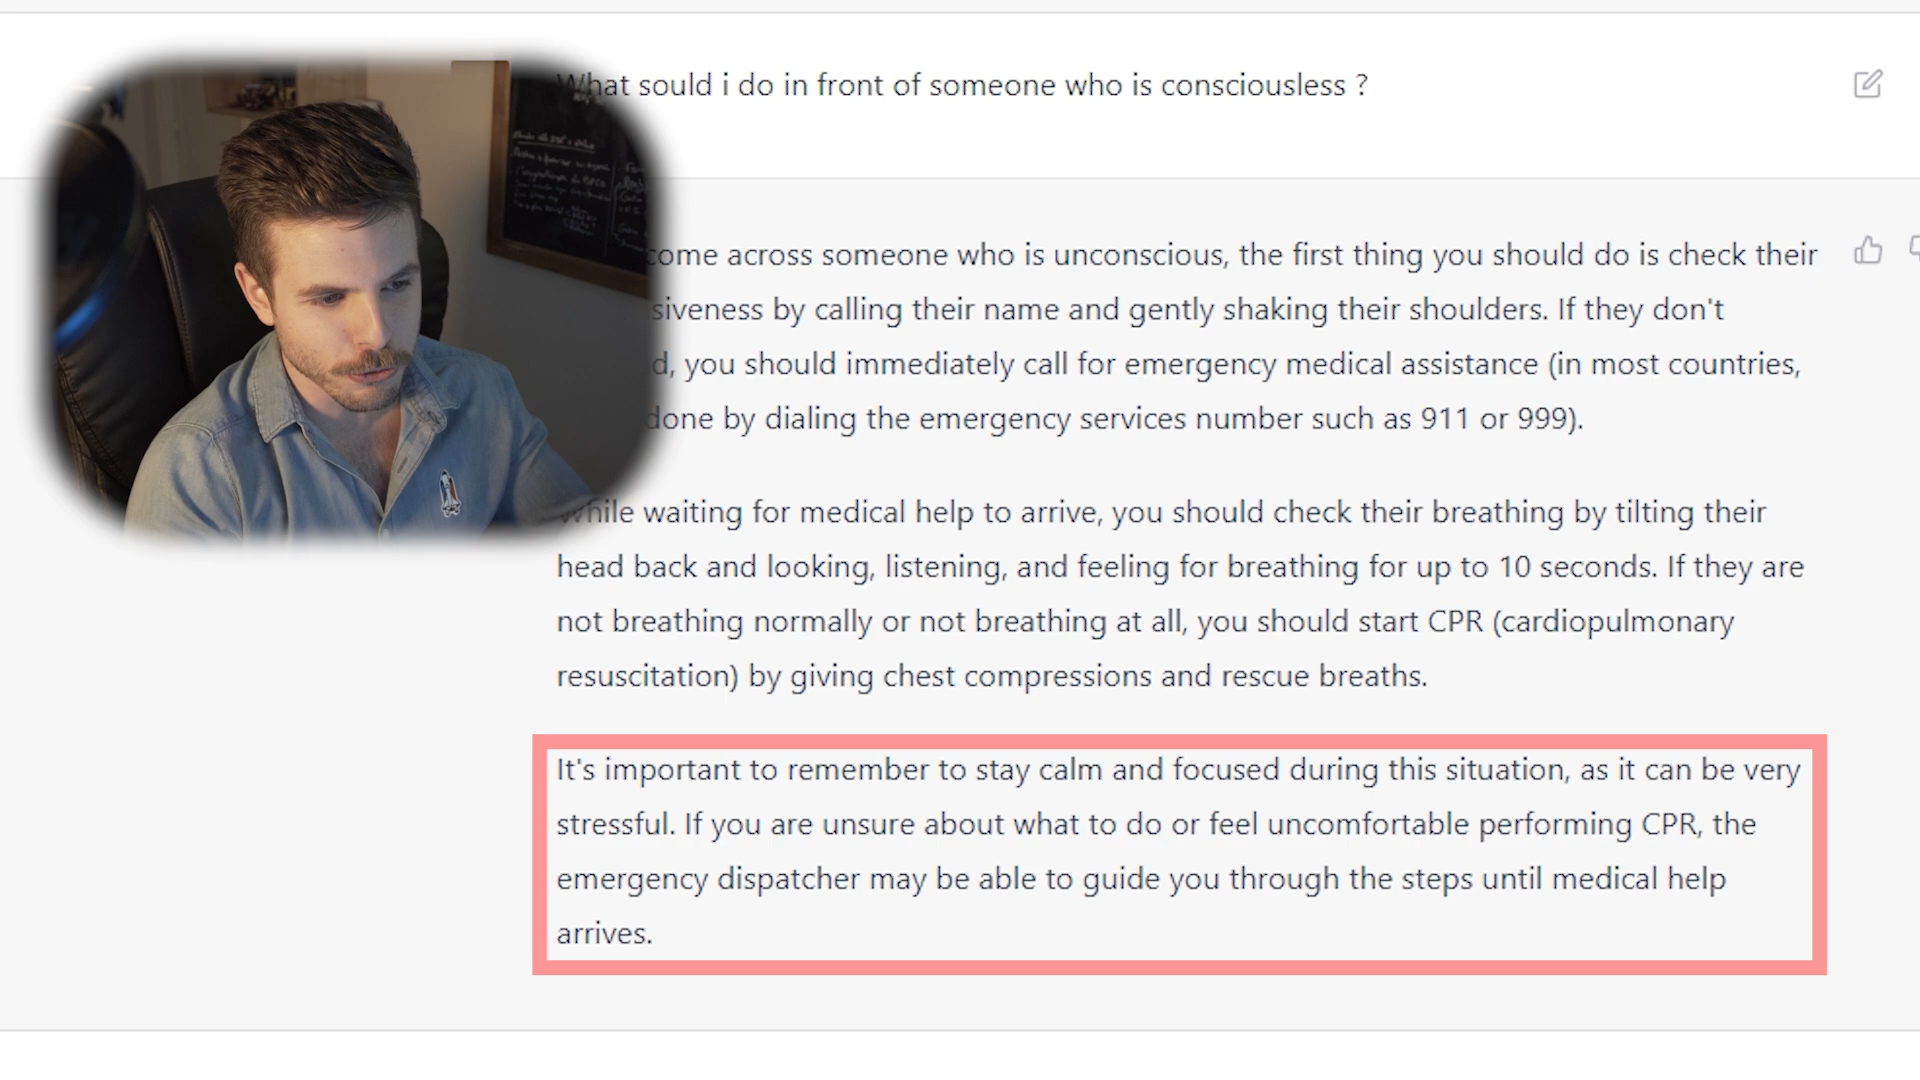 What sould i do in front of someone who is consciousless ?
come across someone who is unconscious, the first thing you should do is check their
siveness by calling their name and gently shaking their shoulders. If they don't
d, you should immediately call for emergency medical assistance (in most countries,
done by dialing the emergency services number such as 911 or 999).
While waiting for medical help to arrive, you should check their breathing by tilting their
head back and looking, listening, and feeling for breathing for up to 10 seconds. If they are
not breathing normally or not breathing at all, you should start CPR (cardiopulmonary
resuscitation) by giving chest compressions and rescue breaths.
It's important to remember to stay calm and focused during this situation, as it can be very
stressful. If you are unsure about what to do or feel uncomfortable performing CPR, the
emergency dispatcher may be able to guide you through the steps until medical help
arrives.